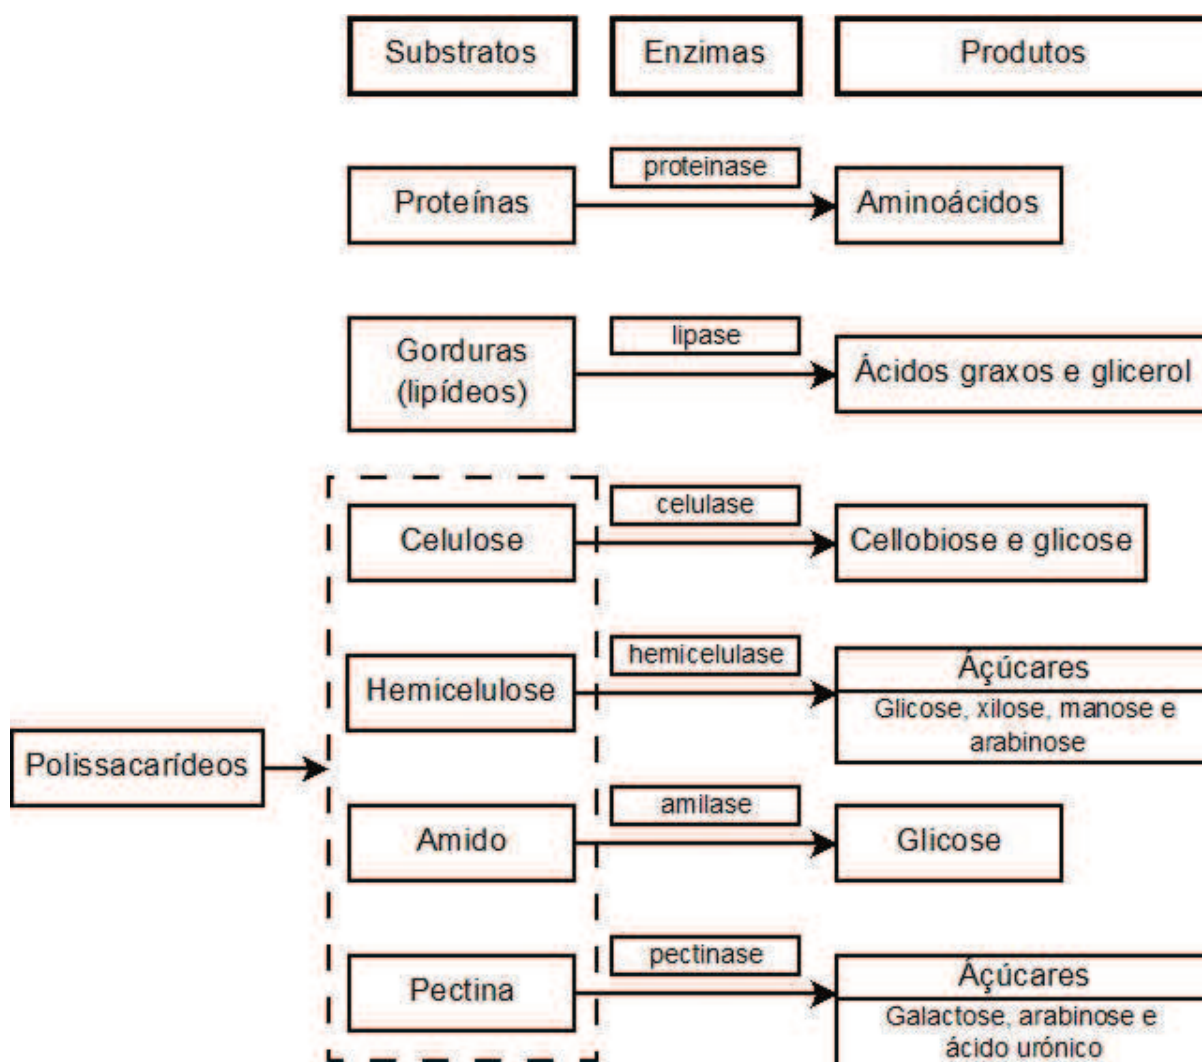 Substratos
Enzimas
Produtos
proteinase
Proteínas
Aminoácidos
Gorduras
(lipídeos)
lipase
Ácidos graxos e glicerol
celulase
Celulose
Cellobiose e glicose
hemicelulase
Hemicelulose
Áçúcares
Glicose, xilose, manose e
arabinose
Polissacarídeos
amilase
Amido
Glicose
pectinase
Pectina
Áçúcares
Galactose, arabinose e
ácido urónico